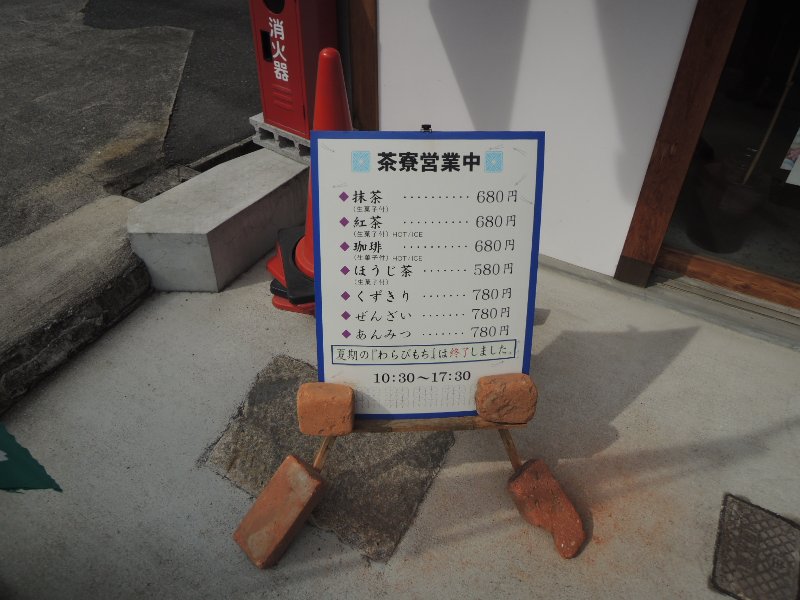 消火器
茶寮営業中
◆抹茶 ・・・・・・・・・・ 680円
(生菓子付)
◆紅茶 ・・・・・・・・・・ 680円
(生菓子付) HOT/ICE
◆珈琲 ・・・・・・・・・・ 680円
(生菓子付) HOT/ICE
◆ほうじ茶 ・・・・・・・ 580円
(生菓子付)
◆くずきり ・・・・・・・ 780円
◆ぜんざい ・・・・・・・ 780円
◆あんみつ ・・・・・・・ 780円
夏期の『わらびもち』は終了しました。
10:30～17:30